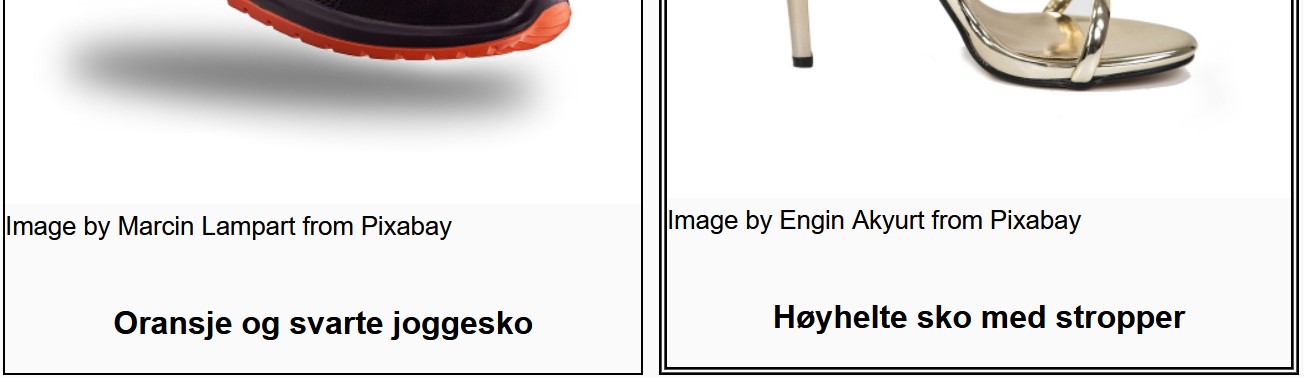 Image by Marcin Lampart from Pixabay
Oransje og svarte joggesko
Image by Engin Akyurt from Pixabay
Høyhelte sko med stropper